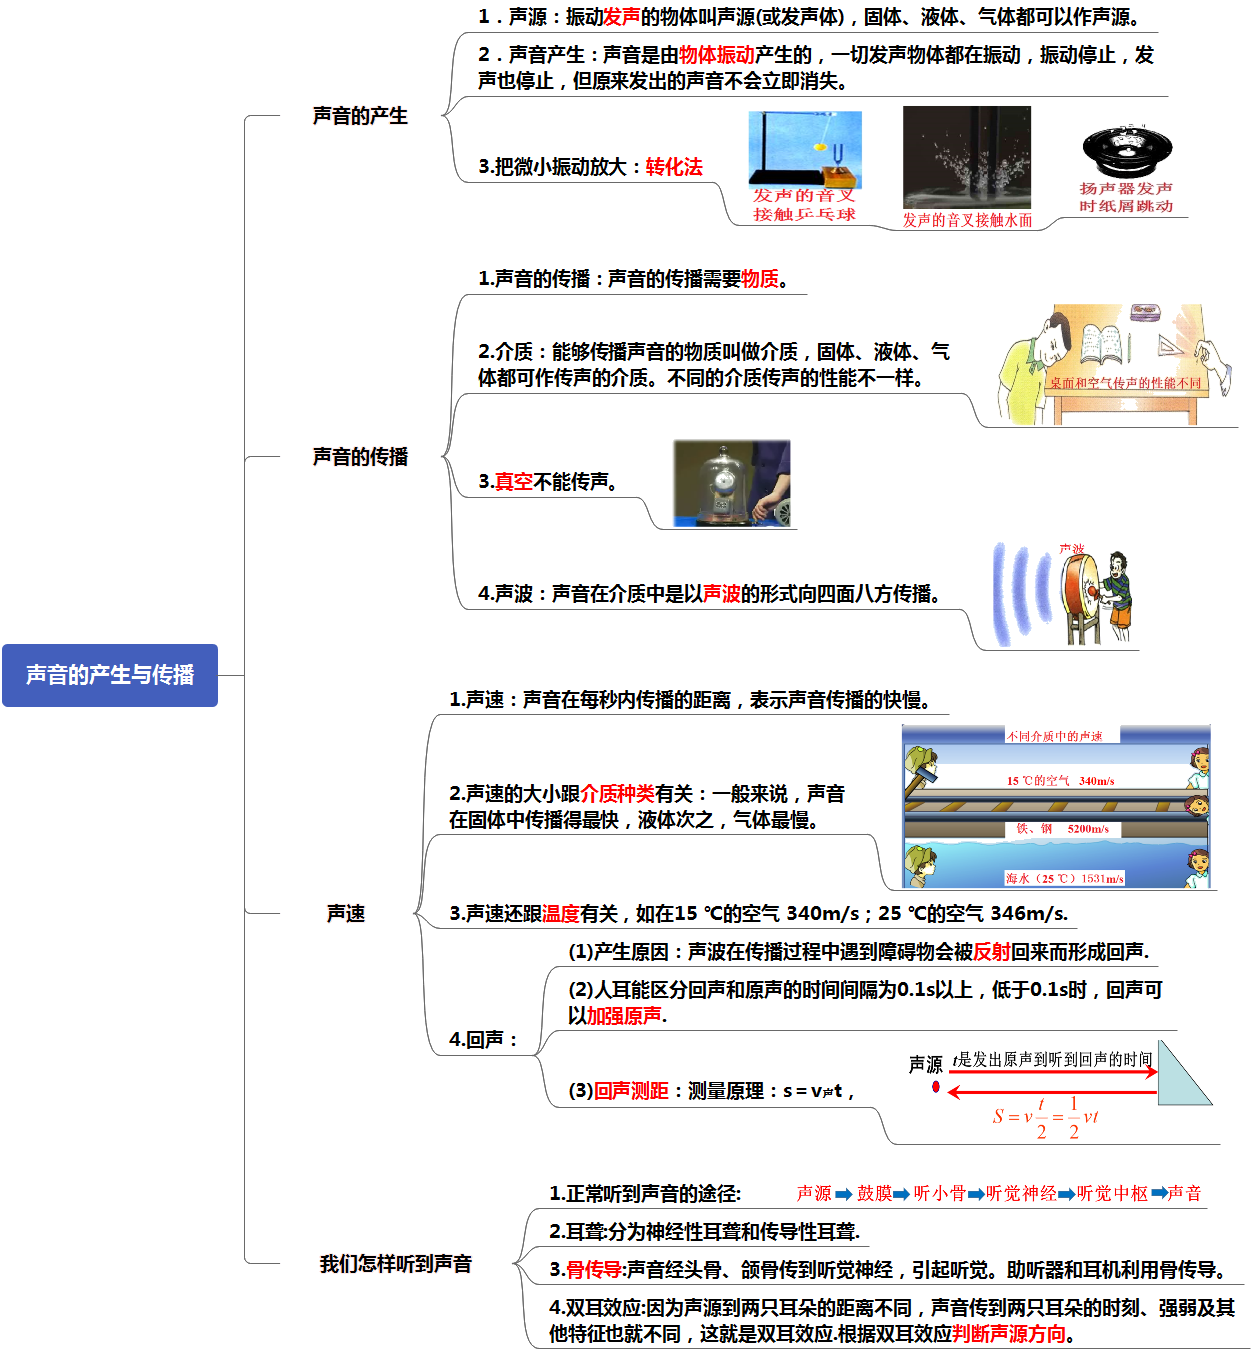 1．声源：振动发声的物体叫声源(或发声体)，固体、液体、气体都可以作声源。
2．声音产生：声音是由物体振动产生的，一切发声物体都在振动，振动停止，发
声也停止，但原来发出的声音不会立即消失。
声音的产生
3.把微小振动放大：转化法
发声的音叉
接触乒乓球
发声的音叉接触水面
扬声器发声
时纸屑跳动
1.声音的传播：声音的传播需要物质。
2.介质：能够传播声音的物质叫做介质，固体、液体、气
体都可作传声的介质。不同的介质传声的性能不一样。
桌面和空气传声的性能不同
声音的传播
3.真空不能传声。
声波
4.声波：声音在介质中是以声波的形式向四面八方传播。
声音的产生与传播
1.声速：声音在每秒内传播的距离，表示声音传播的快慢。
不同介质中的声速
15 ℃的空气 340m/s
铁、钢 5200m/s
海水（25 ℃）1531m/s
2.声速的大小跟介质种类有关：一般来说，声音
在固体中传播得最快，液体次之，气体最慢。
声速
3.声速还跟温度有关，如在15 ℃的空气 340m/s；25 ℃的空气 346m/s.
4.回声：
(1)产生原因：声波在传播过程中遇到障碍物会被反射回来而形成回声.
(2)人耳能区分回声和原声的时间间隔为0.1s以上，低于0.1s时，回声可
以加强原声.
(3)回声测距：测量原理：s＝v声t，
声源 t是发出原声到听到回声的时间
S = v t/2 = 1/2 vt
1.正常听到声音的途径:
声源➡鼓膜➡听小骨➡听觉神经➡听觉中枢➡声音
2.耳聋:分为神经性耳聋和传导性耳聋.
我们怎样听到声音
3.骨传导:声音经头骨、颌骨传到听觉神经，引起听觉。助听器和耳机利用骨传导。
4.双耳效应:因为声源到两只耳朵的距离不同，声音传到两只耳朵的时刻、强弱及其
他特征也就不同，这就是双耳效应.根据双耳效应判断声源方向。